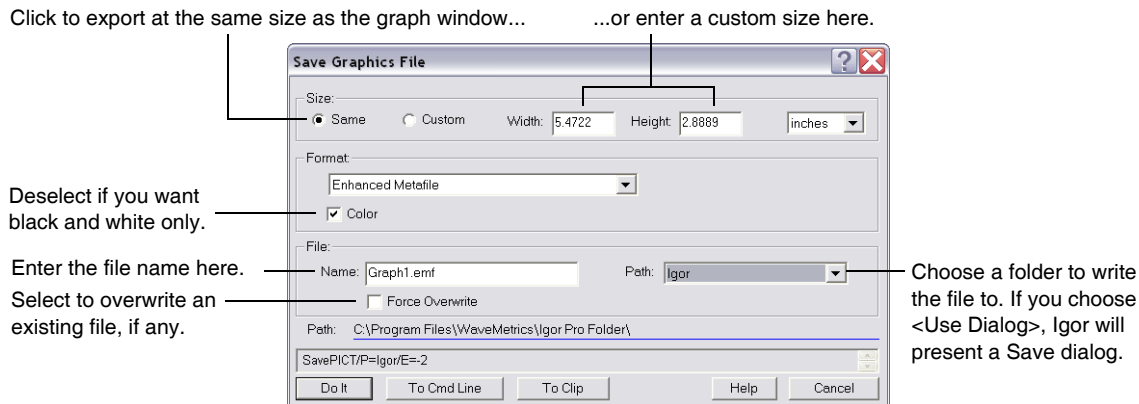 Click to export at the same size as the graph window...
...or enter a custom size here.
Save Graphics File
Size:
Same Custom Width: 5.4722 Height: 2.8889 inches
Format:
Enhanced Metafile
Deselect if you want
black and white only.
Color
File:
Enter the file name here.
Name: Graph1.emf Path: Igor
Choose a folder to write
the file to. If you choose
<Use Dialog>, Igor will
present a Save dialog.
Select to overwrite an
existing file, if any.
Force Overwrite
Path: C:\Program Files\WaveMetrics\Igor Pro Folder\
SavePICT/P=Igor/E=-2
Do It To Cmd Line To Clip Help Cancel